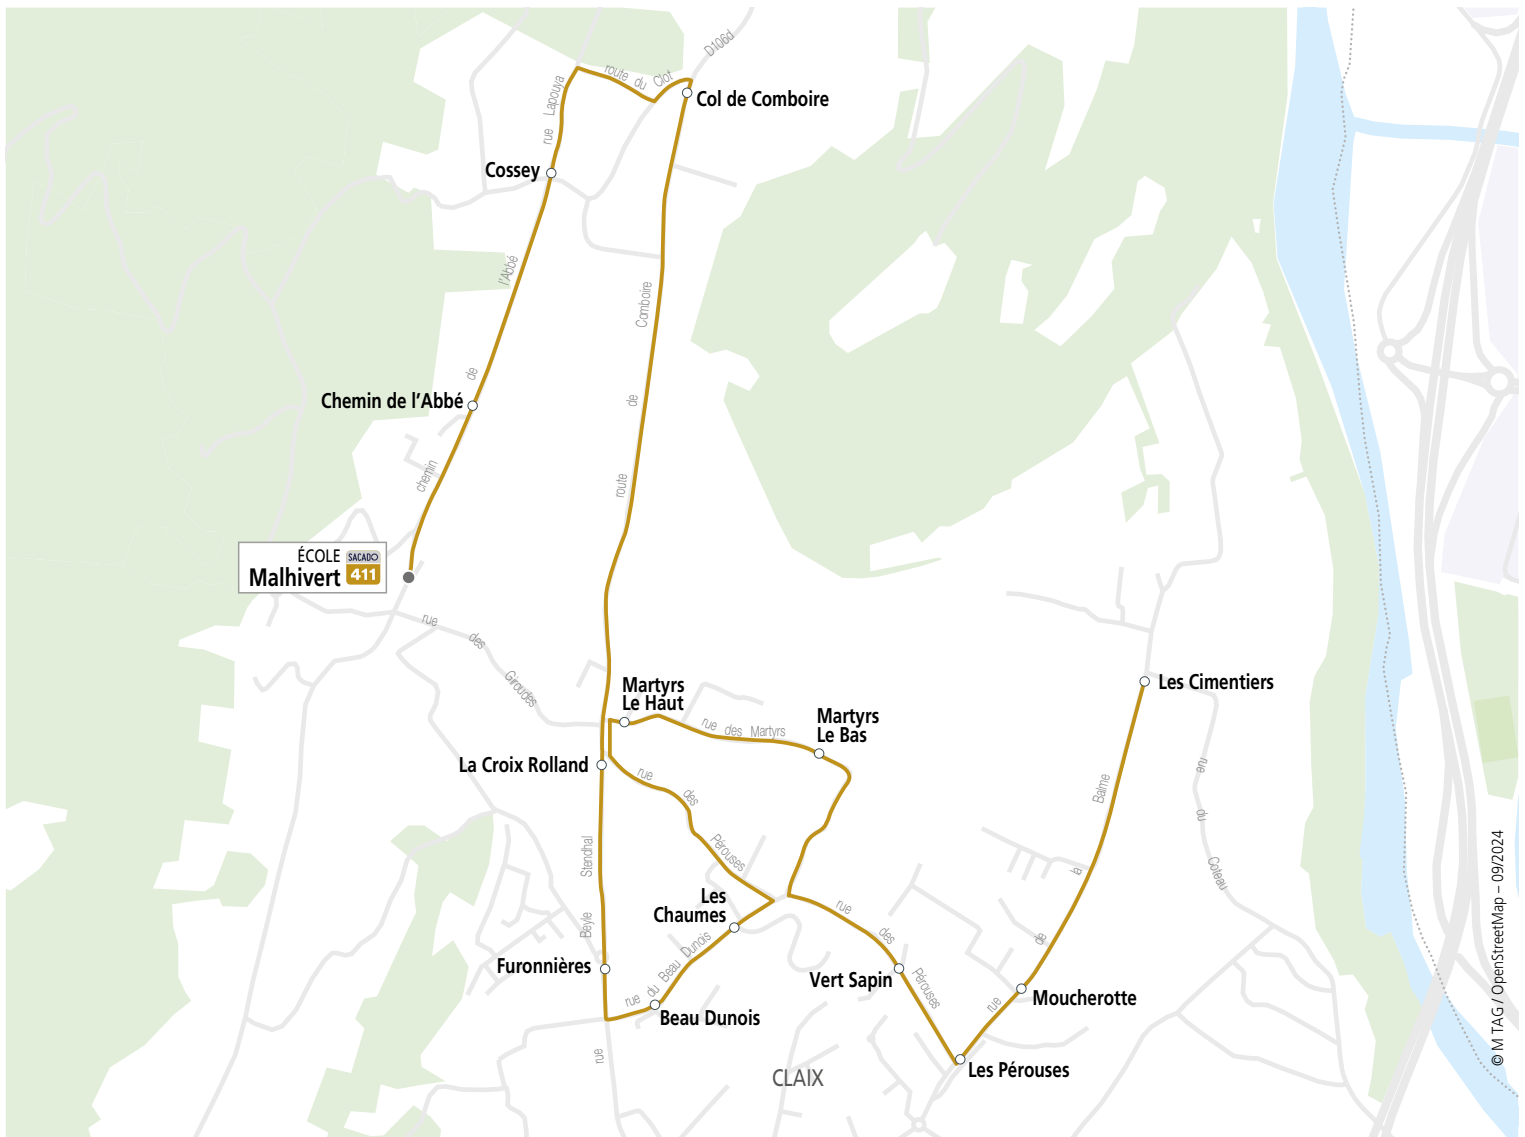 D106d
route du Clot
Col de Comboire
rue Lapouya
Cossey
l'Abbé
de
chemin
Chemin de l'Abbé
Comboire
de
route
ÉCOLE
Malhivert
SACADO
411
rue des Giroudes
Martyrs
Le Haut
rue des Martyrs
Martyrs
Le Bas
Les Cimentiers
La Croix Rolland
rue des Pérouses
Balme
la
de
rue
rue du Coteau
Stendhal
Beyle
rue
Les
Chaumes
rue des Pérouses
Furonnières
rue du Beau Dunois
Vert Sapin
Beau Dunois
Moucherotte
Les Pérouses
CLAIX
© M TAG / OpenStreetMap – 09/2024